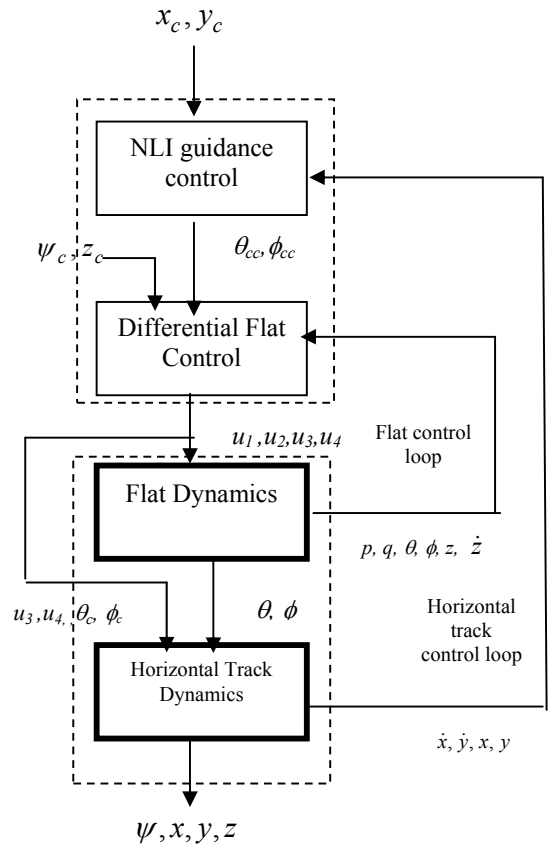 x_c, y_c
NLI guidance
control
ψ_c, z_c
θ_cc, ϕ_cc
Differential Flat
Control
u_1,u_2,u_3,u_4
Flat control
loop
Flat Dynamics
p, q, θ, ϕ, z, ż
u_3,u_4, ,θ_c, ϕ_c
θ, ϕ
Horizontal
track
control loop
Horizontal Track
Dynamics
ẋ, ẏ, x, y
ψ, x, y, z